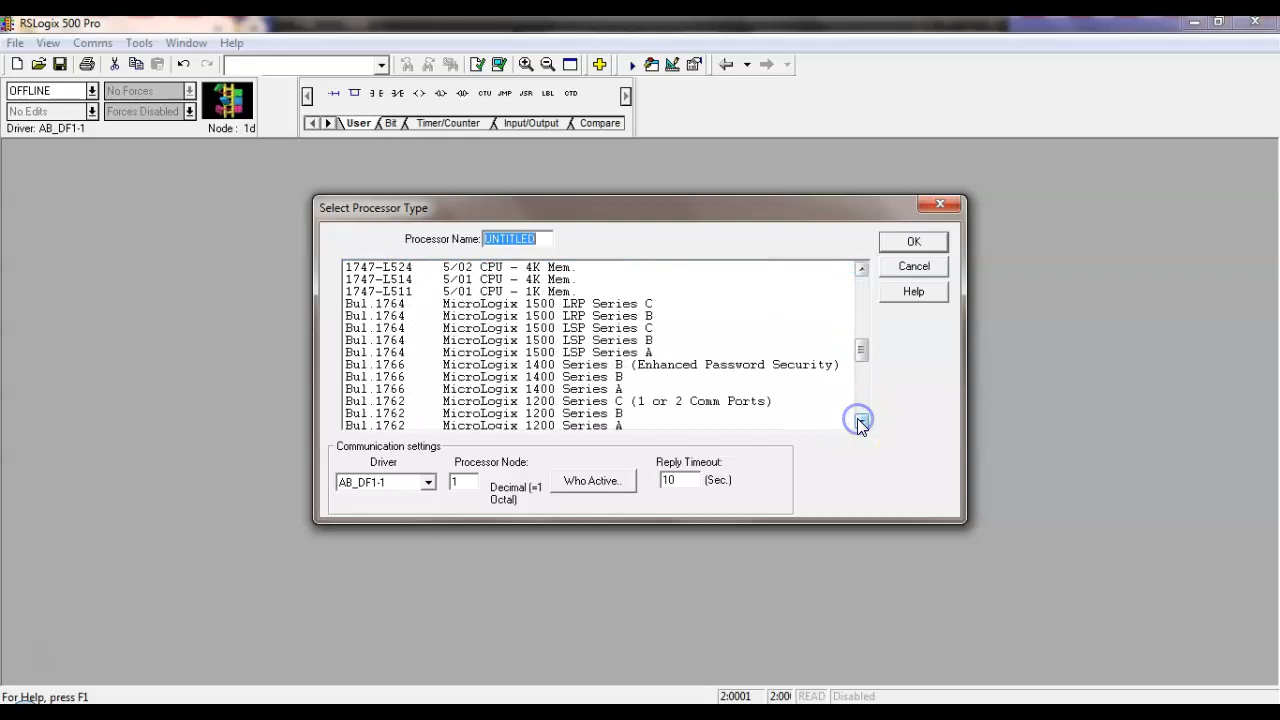 RSLogix 500 Pro
File View Comms Tools Window Help
OFFLINE No Forces
No Edits Forces Disabled
Driver: AB_DF1-1 Node : 1d
CTU JMP JSR LBL CTD
User Bit Timer/Counter Input/Output Compare
Select Processor Type
Processor Name: UNTITLED
OK
Cancel
Help
1747-L524 5/02 CPU - 4K Mem.
1747-L514 5/01 CPU - 4K Mem.
1747-L511 5/01 CPU - 1K Mem.
Bul.1764 MicroLogix 1500 LRP Series C
Bul.1764 MicroLogix 1500 LRP Series B
Bul.1764 MicroLogix 1500 LSP Series C
Bul.1764 MicroLogix 1500 LSP Series B
Bul.1764 MicroLogix 1500 LSP Series A
Bul.1766 MicroLogix 1400 Series B (Enhanced Password Security)
Bul.1766 MicroLogix 1400 Series B
Bul.1766 MicroLogix 1400 Series A
Bul.1762 MicroLogix 1200 Series C (1 or 2 Comm Ports)
Bul.1762 MicroLogix 1200 Series B
Bul.1762 MicroLogix 1200 Series A
Communication settings
Driver Processor Node: Reply Timeout:
AB_DF1-1 1 Decimal (=1 Octal) Who Active.. 10 (Sec.)
For Help, press F1 2:0001 2:00 READ Disabled